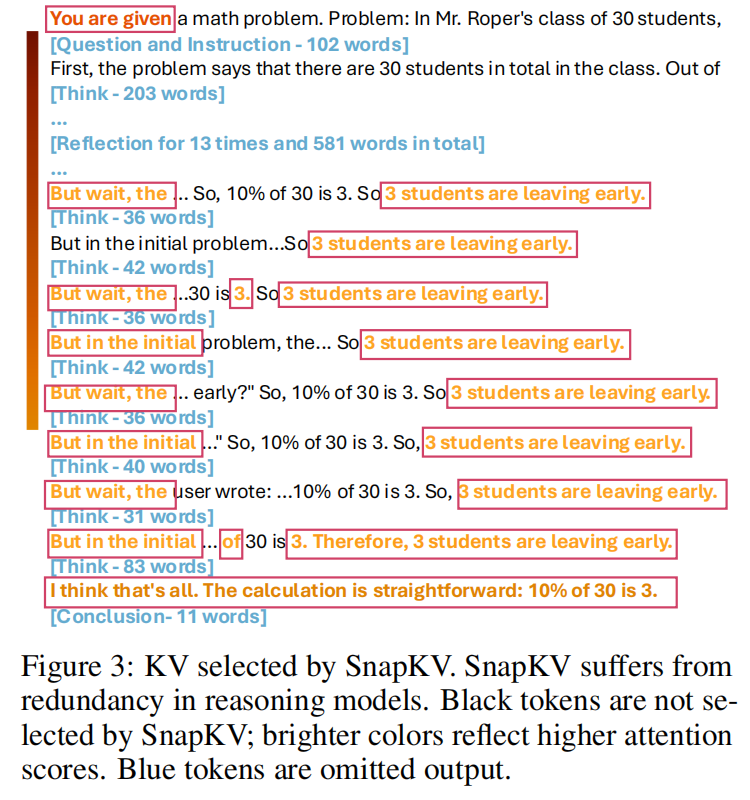 You are given a math problem. Problem: In Mr. Roper's class of 30 students,
[Question and Instruction - 102 words]
First, the problem says that there are 30 students in total in the class. Out of
[Think - 203 words]
...
[Reflection for 13 times and 581 words in total]
...
But wait, the ... So, 10% of 30 is 3. So 3 students are leaving early.
[Think - 36 words]
But in the initial problem...So 3 students are leaving early.
[Think - 42 words]
But wait, the ...30 is 3. So 3 students are leaving early.
[Think - 36 words]
But in the initial problem, the... So 3 students are leaving early.
[Think - 42 words]
But wait, the ... early?" So, 10% of 30 is 3. So 3 students are leaving early.
[Think - 36 words]
But in the initial ..." So, 10% of 30 is 3. So, 3 students are leaving early.
[Think - 40 words]
But wait, the user wrote: ...10% of 30 is 3. So, 3 students are leaving early.
[Think - 31 words]
But in the initial ... of 30 is 3. Therefore, 3 students are leaving early.
[Think - 83 words]
I think that's all. The calculation is straightforward: 10% of 30 is 3.
[Conclusion- 11 words]
Figure 3: KV selected by SnapKV. SnapKV suffers from
redundancy in reasoning models. Black tokens are not se-
lected by SnapKV; brighter colors reflect higher attention
scores. Blue tokens are omitted output.